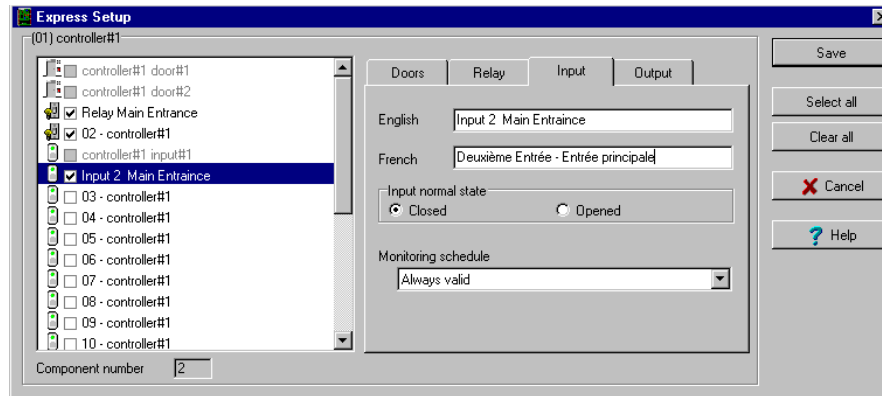 Express Setup
(01) controller#1
controller#1 door#1
controller#1 door#2
Relay Main Entrance
02 - controller#1
controller#1 input#1
Input 2 Main Entraince
03 - controller#1
04 - controller#1
05 - controller#1
06 - controller#1
07 - controller#1
08 - controller#1
09 - controller#1
10 - controller#1
Component number 2
Doors Relay Input Output
English Input 2 Main Entraince
French Deuxième Entrée - Entrée principale
Input normal state
Closed Opened
Monitoring schedule
Always valid
Save
Select all
Clear all
Cancel
Help